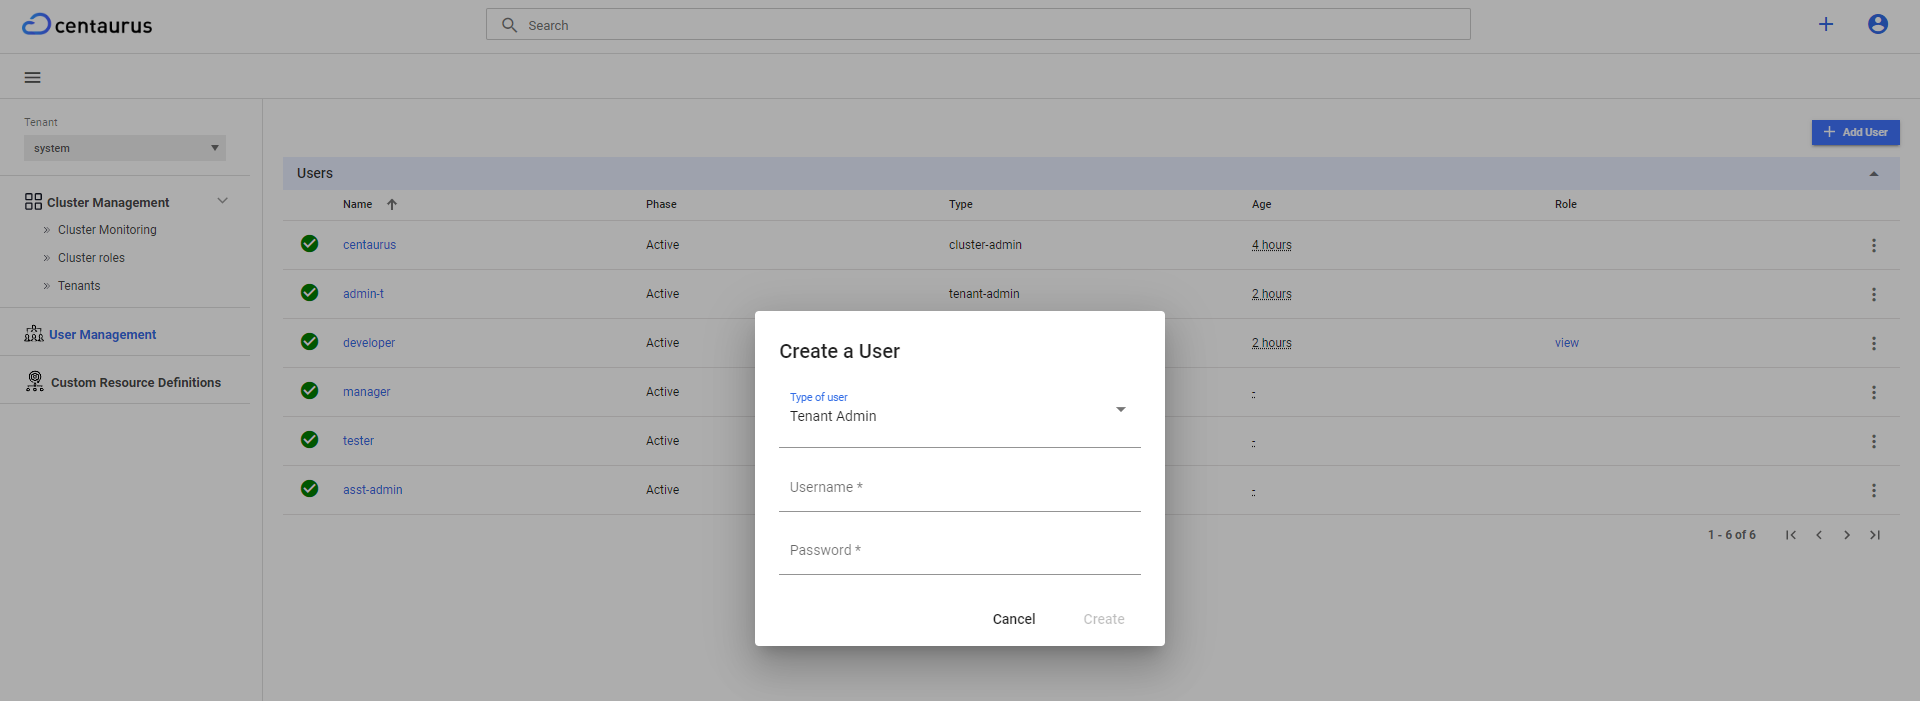 centaurus
Search
Tenant
system
Add User
Users
Cluster Management
Cluster Monitoring
Cluster roles
Tenants
User Management
Custom Resource Definitions
Name Phase Type Age Role
centaurus Active cluster-admin 4 hours
admin-t Active tenant-admin 2 hours
developer Active 2 hours view
manager Active -
tester Active -
asst-admin Active -
1 - 6 of 6
Create a User
Type of user
Tenant Admin
Username *
Password *
Cancel Create